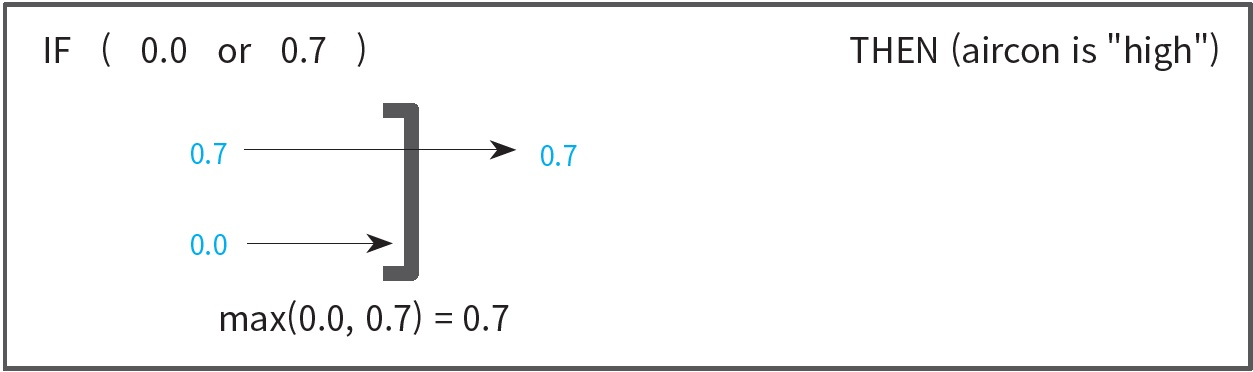 IF ( 0.0 or 0.7 ) THEN (aircon is "high")
0.7 0.7
0.0
max(0.0, 0.7) = 0.7